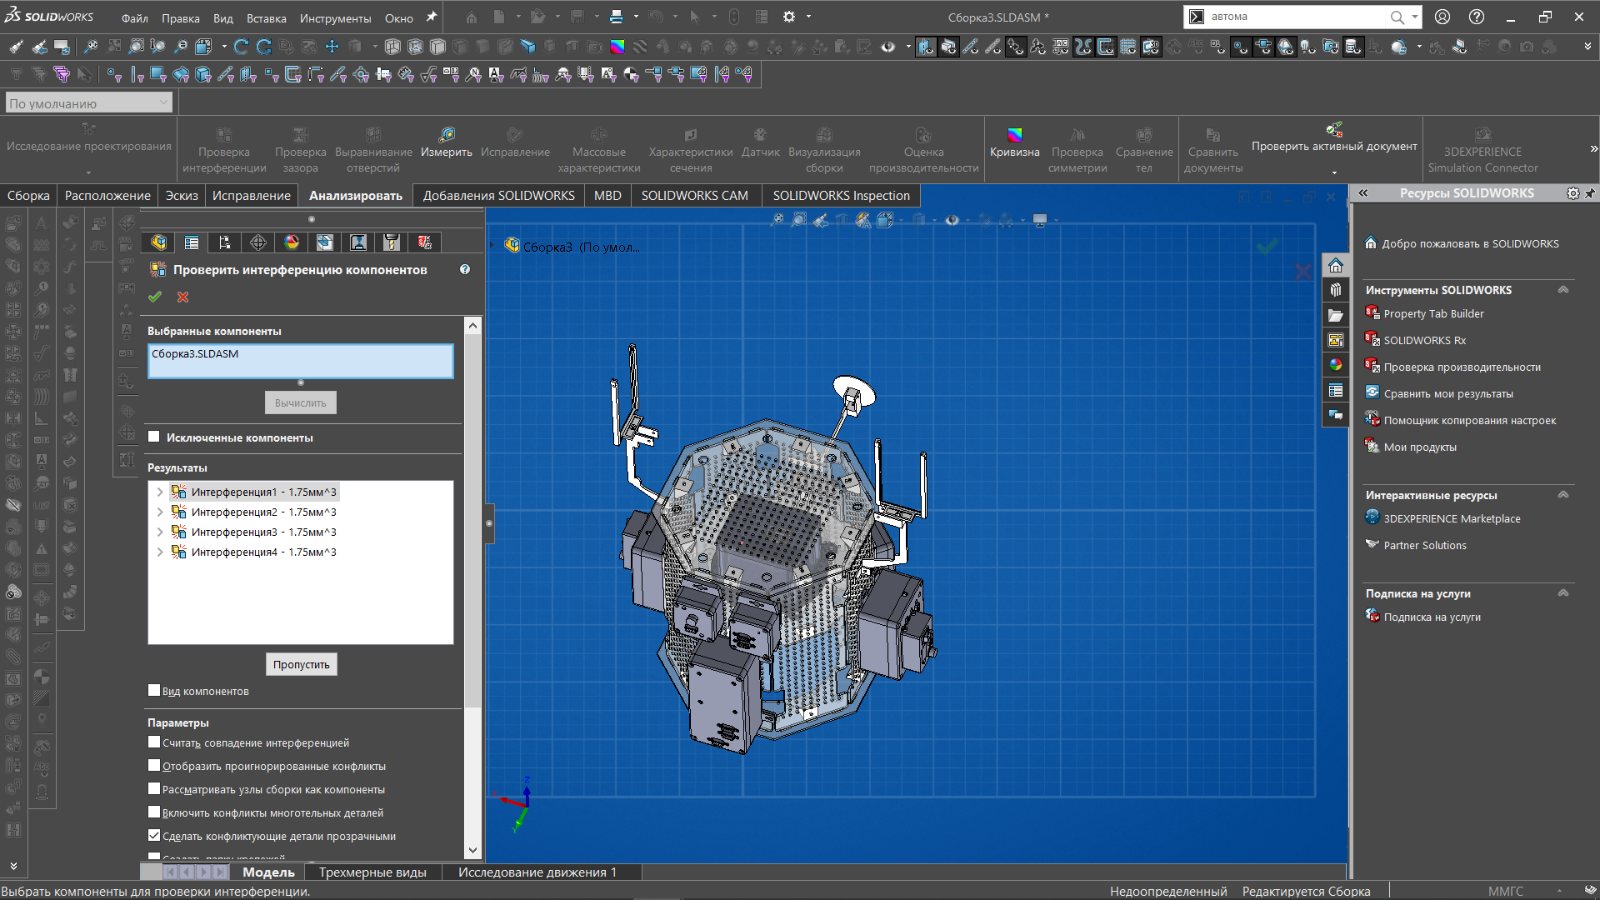 SOLIDWORKS
Файл Правка Вид Вставка Инструменты Окно
Сборка3.SLDASM *
автома
По умолчанию
Исследование проектирования
Проверка интерференции
Проверка зазора
Выравнивание отверстий
Измерить
Исправление
Массовые характеристики
Характеристики сечения
Датчик
Визуализация сборки
Оценка производительности
Кривизна
Проверка симметрии
Сравнение тел
Сравнить документы
Проверить активный документ
3DEXPERIENCE Simulation Connector
Сборка Расположение Эскиз Исправление Анализировать Добавления SOLIDWORKS MBD SOLIDWORKS CAM SOLIDWORKS Inspection
Проверить интерференцию компонентов
Выбранные компоненты
Сборка3.SLDASM
Вычислить
Исключенные компоненты
Результаты
Интерференция1 - 1.75мм^3
Интерференция2 - 1.75мм^3
Интерференция3 - 1.75мм^3
Интерференция4 - 1.75мм^3
Пропустить
Вид компонентов
Параметры
Считать совпадение интерференцией
Отобразить проигнорированные конфликты
Рассматривать узлы сборки как компоненты
Включить конфликты многотельных деталей
Сделать конфликтующие детали прозрачными
Сборка3 (По умол...
Z
Y
Ресурсы SOLIDWORKS
Добро пожаловать в SOLIDWORKS
Инструменты SOLIDWORKS
Property Tab Builder
SOLIDWORKS Rx
Проверка производительности
Сравнить мои результаты
Помощник копирования настроек
Мои продукты
Интерактивные ресурсы
3DEXPERIENCE Marketplace
Partner Solutions
Подписка на услуги
Подписка на услуги
Модель Трехмерные виды Исследование движения 1
Выбрать компоненты для проверки интерференции.
Недоопределенный Редактируется Сборка ММГС